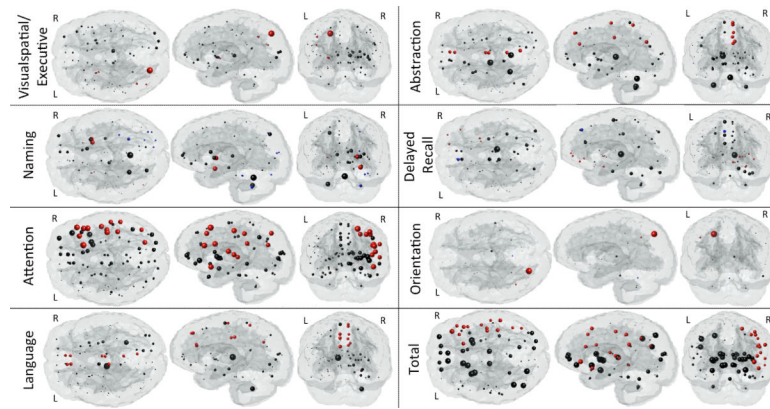 Visualspatial/
Executive
R
L
L
R
Abstraction
R
L
L
R
Naming
R
L
Delayed
Recall
R
L
L
R
Attention
R
L
Orientation
R
L
L
R
Language
R
L
Total
R
L
L
R